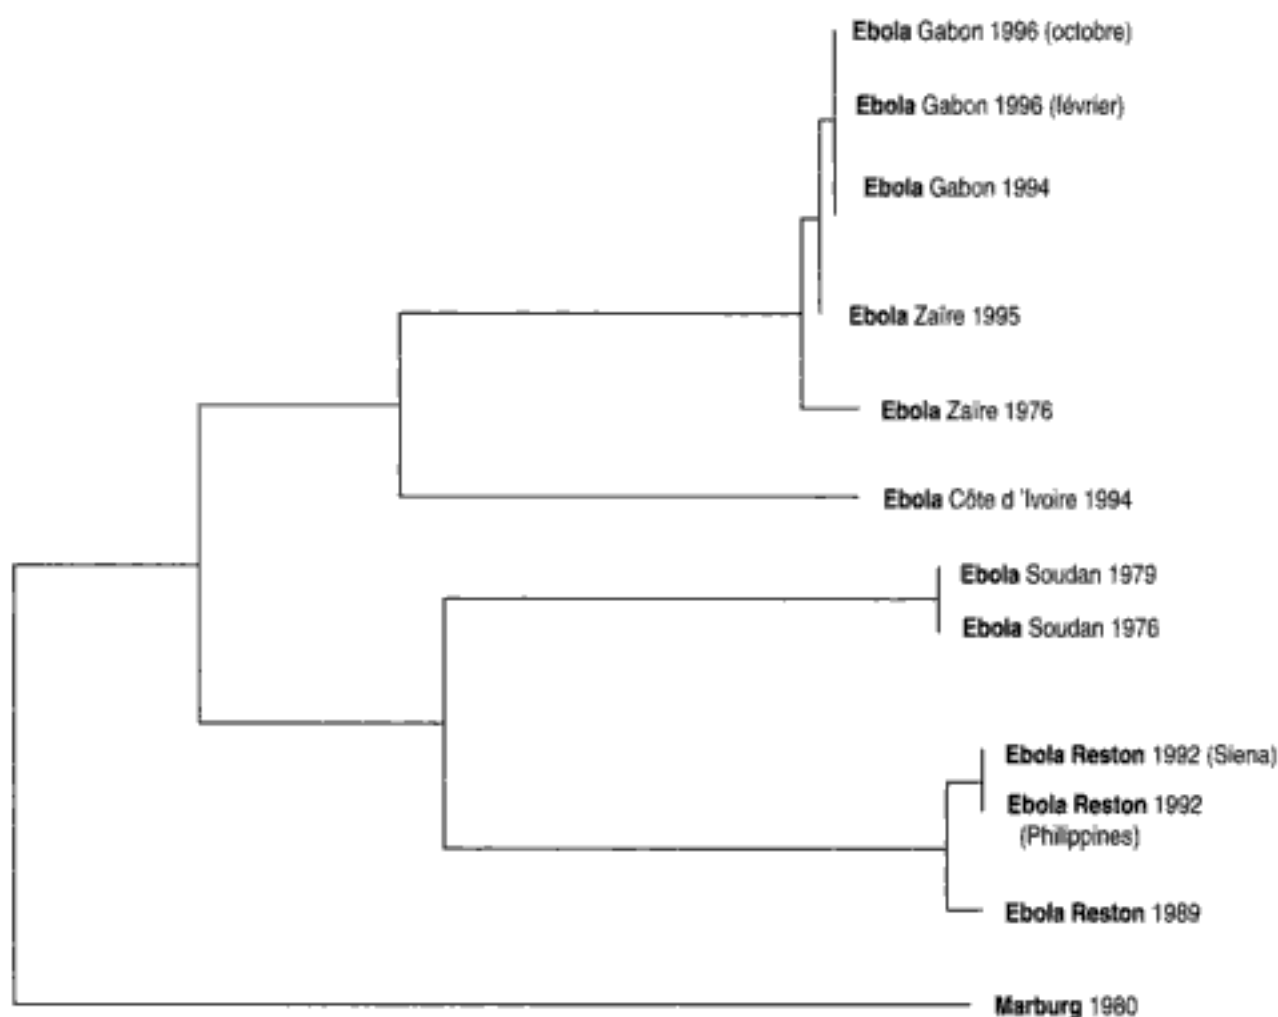 Ebola Gabon 1996 (octobre)
Ebola Gabon 1996 (février)
Ebola Gabon 1994
Ebola Zaïre 1995
Ebola Zaïre 1976
Ebola Côte d 'Ivoire 1994
Ebola Soudan 1979
Ebola Soudan 1976
Ebola Reston 1992 (Siena)
Ebola Reston 1992
(Philippines)
Ebola Reston 1989
Marburg 1980